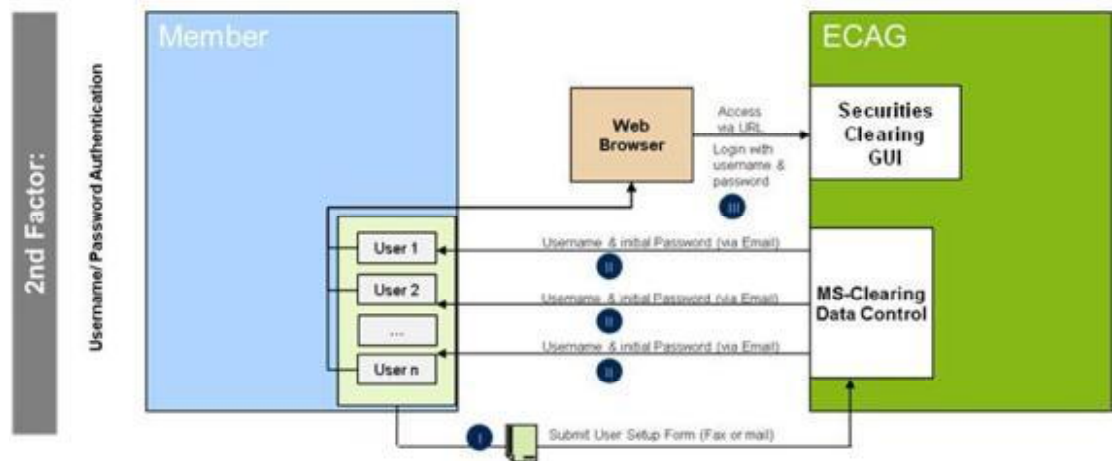 2nd Factor:
Username/ Password Authentication
Member
ECAG
Web
Browser
Access
via URL
Login with
username &
password
III
Securities
Clearing
GUI
User 1
User 2
...
User n
Username & initial Password (via Email)
II
Username & initial Password (via Email)
II
Username & initial Password (via Email)
II
MS-Clearing
Data Control
I
Submit User Setup Form (Fax or mail)